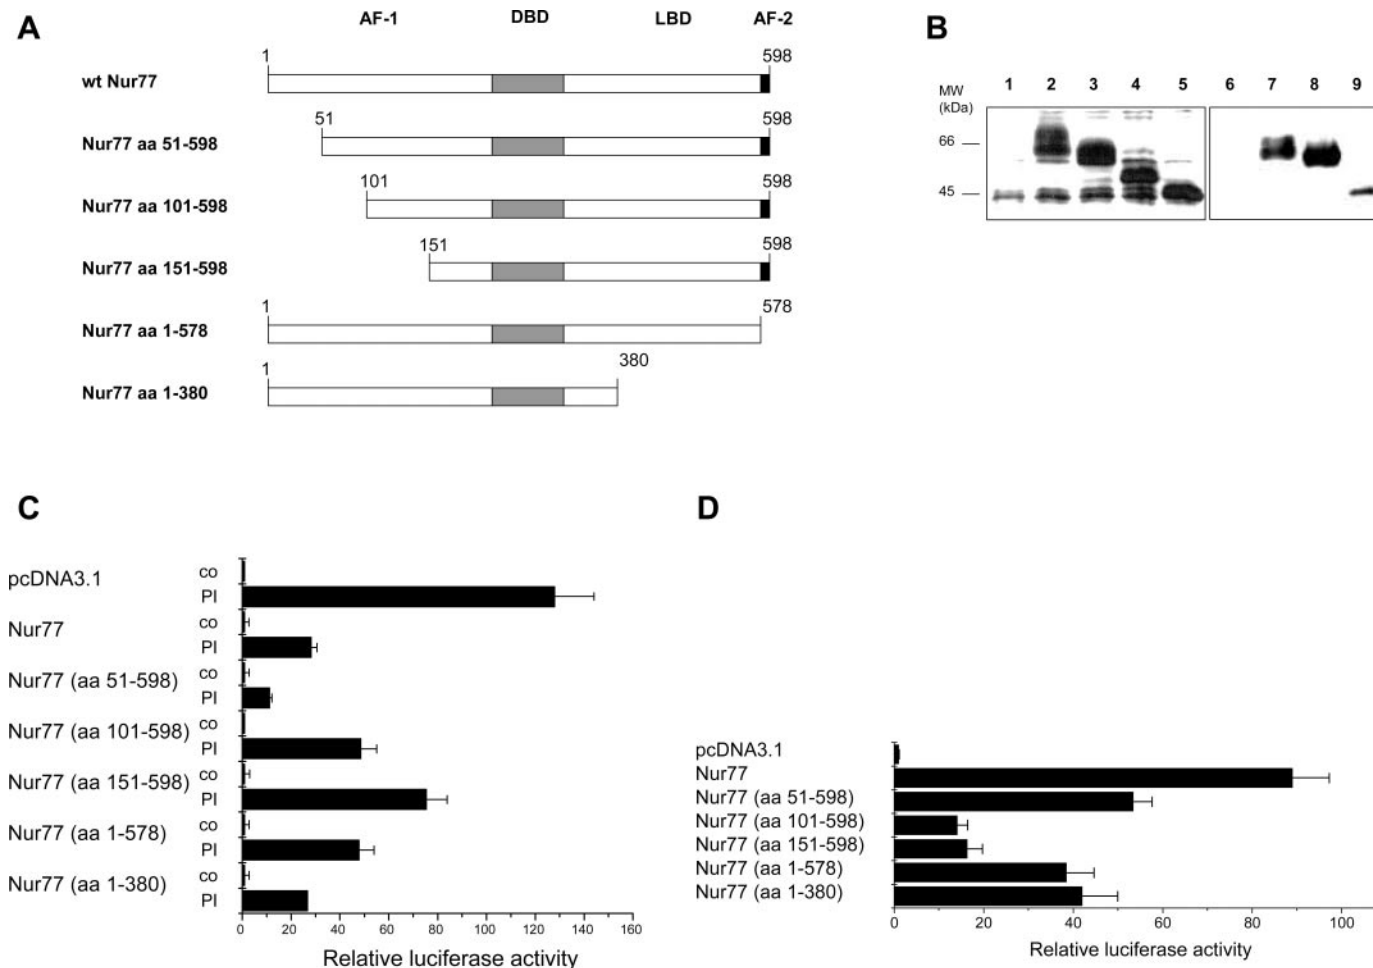 A
AF-1 DBD LBD AF-2
wt Nur77 1 598
Nur77 aa 51-598 51 598
Nur77 aa 101-598 101 598
Nur77 aa 151-598 151 598
Nur77 aa 1-578 1 578
Nur77 aa 1-380 1 380
B
1 2 3 4 5 6 7 8 9
MW
(kDa)
66
45
C
pcDNA3.1 co
PI
Nur77 co
PI
Nur77 (aa 51-598) co
PI
Nur77 (aa 101-598) co
PI
Nur77 (aa 151-598) co
PI
Nur77 (aa 1-578) co
PI
Nur77 (aa 1-380) co
PI
0 20 40 60 80 100 120 140 160
Relative luciferase activity
D
pcDNA3.1
Nur77
Nur77 (aa 51-598)
Nur77 (aa 101-598)
Nur77 (aa 151-598)
Nur77 (aa 1-578)
Nur77 (aa 1-380)
0 20 40 60 80 100
Relative luciferase activity